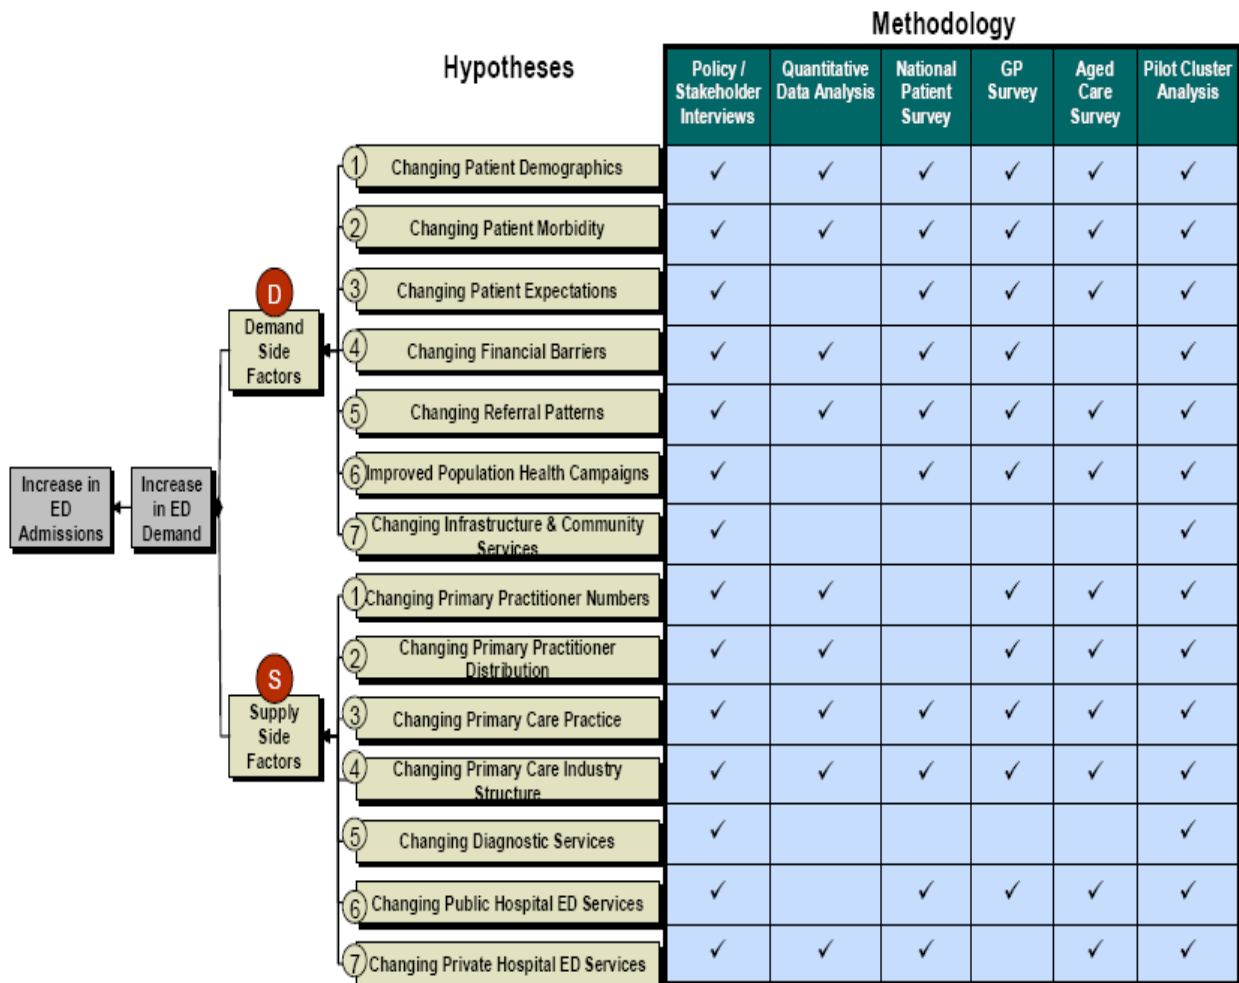 Methodology
Hypotheses
Policy /
Stakeholder
Interviews
Quantitative
Data Analysis
National
Patient
Survey
GP
Survey
Aged
Care
Survey
Pilot Cluster
Analysis
D
Demand
Side
Factors
1 Changing Patient Demographics ✓ ✓ ✓ ✓ ✓ ✓
2 Changing Patient Morbidity ✓ ✓ ✓ ✓ ✓ ✓
3 Changing Patient Expectations ✓ ✓ ✓ ✓ ✓
4 Changing Financial Barriers ✓ ✓ ✓ ✓ ✓
5 Changing Referral Patterns ✓ ✓ ✓ ✓ ✓ ✓
6 Improved Population Health Campaigns ✓ ✓ ✓ ✓ ✓
7 Changing Infrastructure & Community
Services ✓ ✓
Increase in
ED
Admissions
Increase
in ED
Demand
S
Supply
Side
Factors
1 Changing Primary Practitioner Numbers ✓ ✓ ✓ ✓ ✓
2 Changing Primary Practitioner
Distribution ✓ ✓ ✓ ✓ ✓
3 Changing Primary Care Practice ✓ ✓ ✓ ✓ ✓ ✓
4 Changing Primary Care Industry
Structure ✓ ✓ ✓ ✓ ✓ ✓
5 Changing Diagnostic Services ✓ ✓
6 Changing Public Hospital ED Services ✓ ✓ ✓ ✓ ✓
7 Changing Private Hospital ED Services ✓ ✓ ✓ ✓ ✓